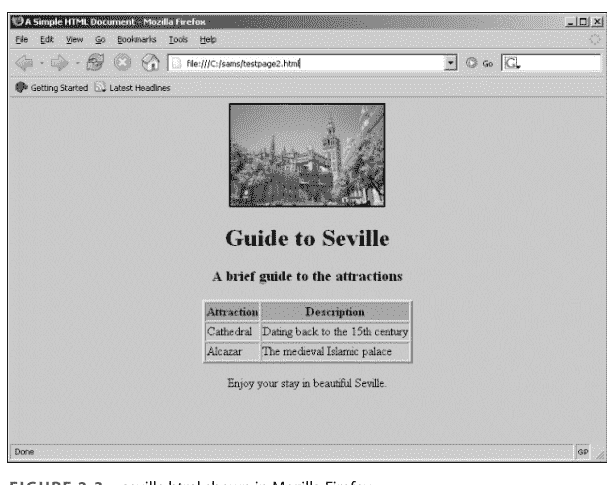 A Simple HTML Document - Mozilla Firefox
File Edit View Go Bookmarks Tools Help
file:///C:/sams/testpage2.html Go
Getting Started Latest Headlines
Guide to Seville
A brief guide to the attractions
Attraction Description
Cathedral Dating back to the 15th century
Alcazar The medieval Islamic palace
Enjoy your stay in beautiful Seville.
Done GP